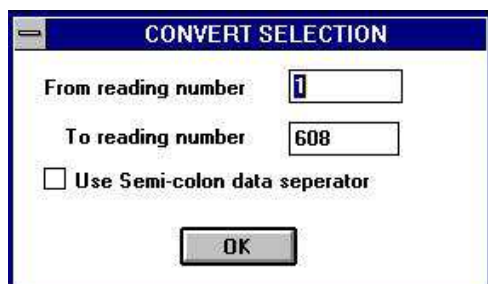 CONVERT SELECTION
From reading number 1
To reading number 608
Use Semi-colon data seperator
OK